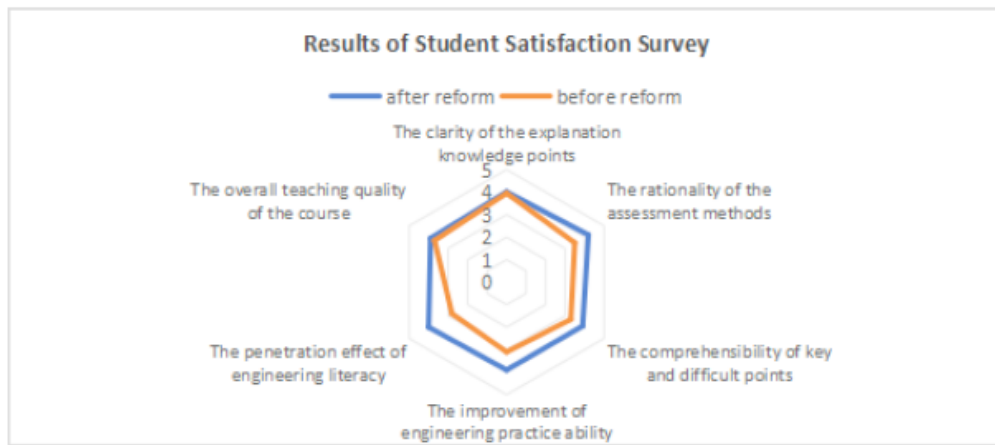 Results of Student Satisfaction Survey
after reform before reform
The clarity of the explanation
knowledge points
5
4
3
2
1
0
The rationality of the
assessment methods
The comprehensibility of key
and difficult points
The improvement of
engineering practice ability
The penetration effect of
engineering literacy
The overall teaching quality
of the course